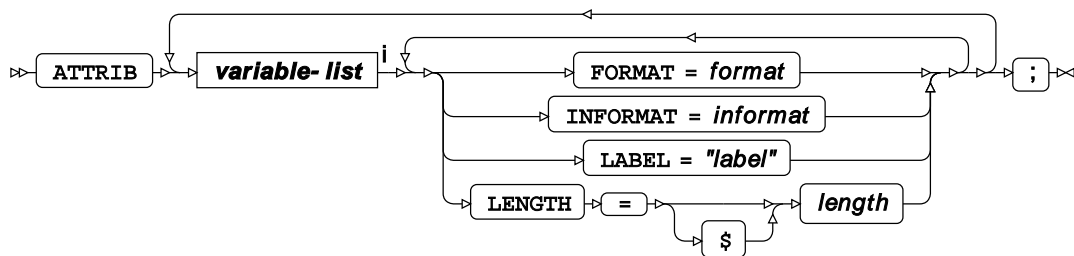 ATTRIB variable- list i FORMAT = format ;
INFORMAT = informat
LABEL = "label"
LENGTH = length
$